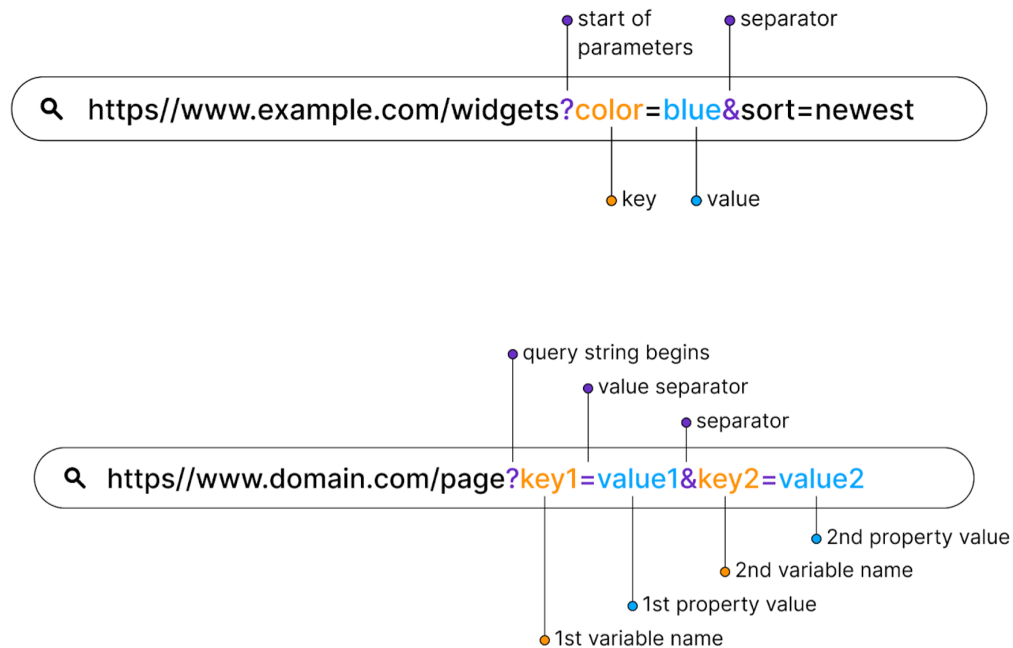 start of
parameters
separator
https//www.example.com/widgets?color=blue&sort=newest
key
value
query string begins
value separator
separator
https//www.domain.com/page?key1=value1&key2=value2
2nd property value
2nd variable name
1st property value
1st variable name